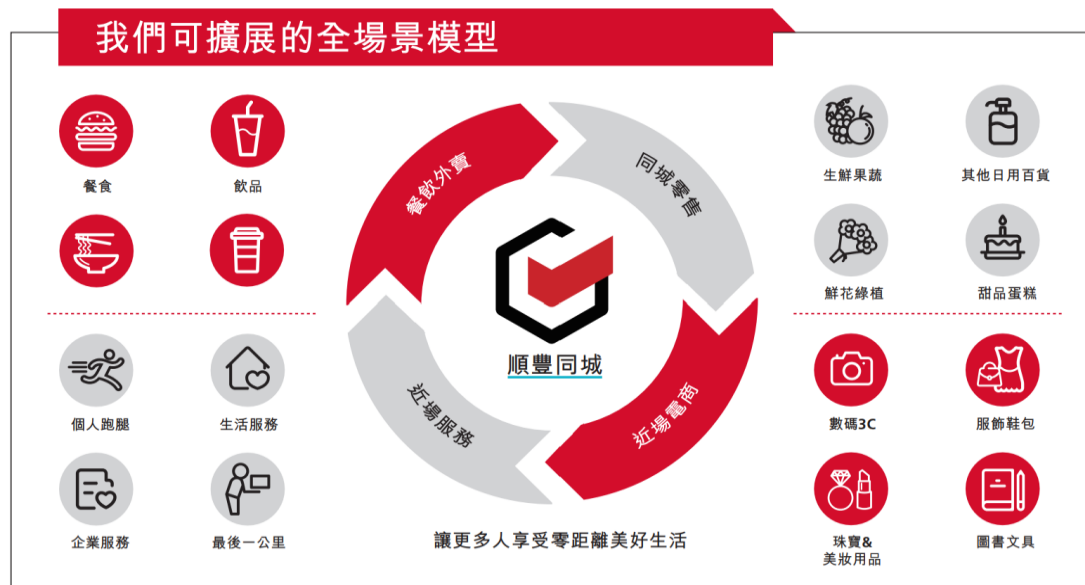 我們可擴展的全場景模型
餐食
飲品
個人跑腿
生活服務
企業服務
最後一公里
餐飲外賣
同城零售
近場服務
近場電商
順豐同城
讓更多人享受零距離美好生活
生鮮果蔬
其他日用百貨
鮮花綠植
甜品蛋糕
數碼3C
服飾鞋包
珠寶&
美妝用品
圖書文具